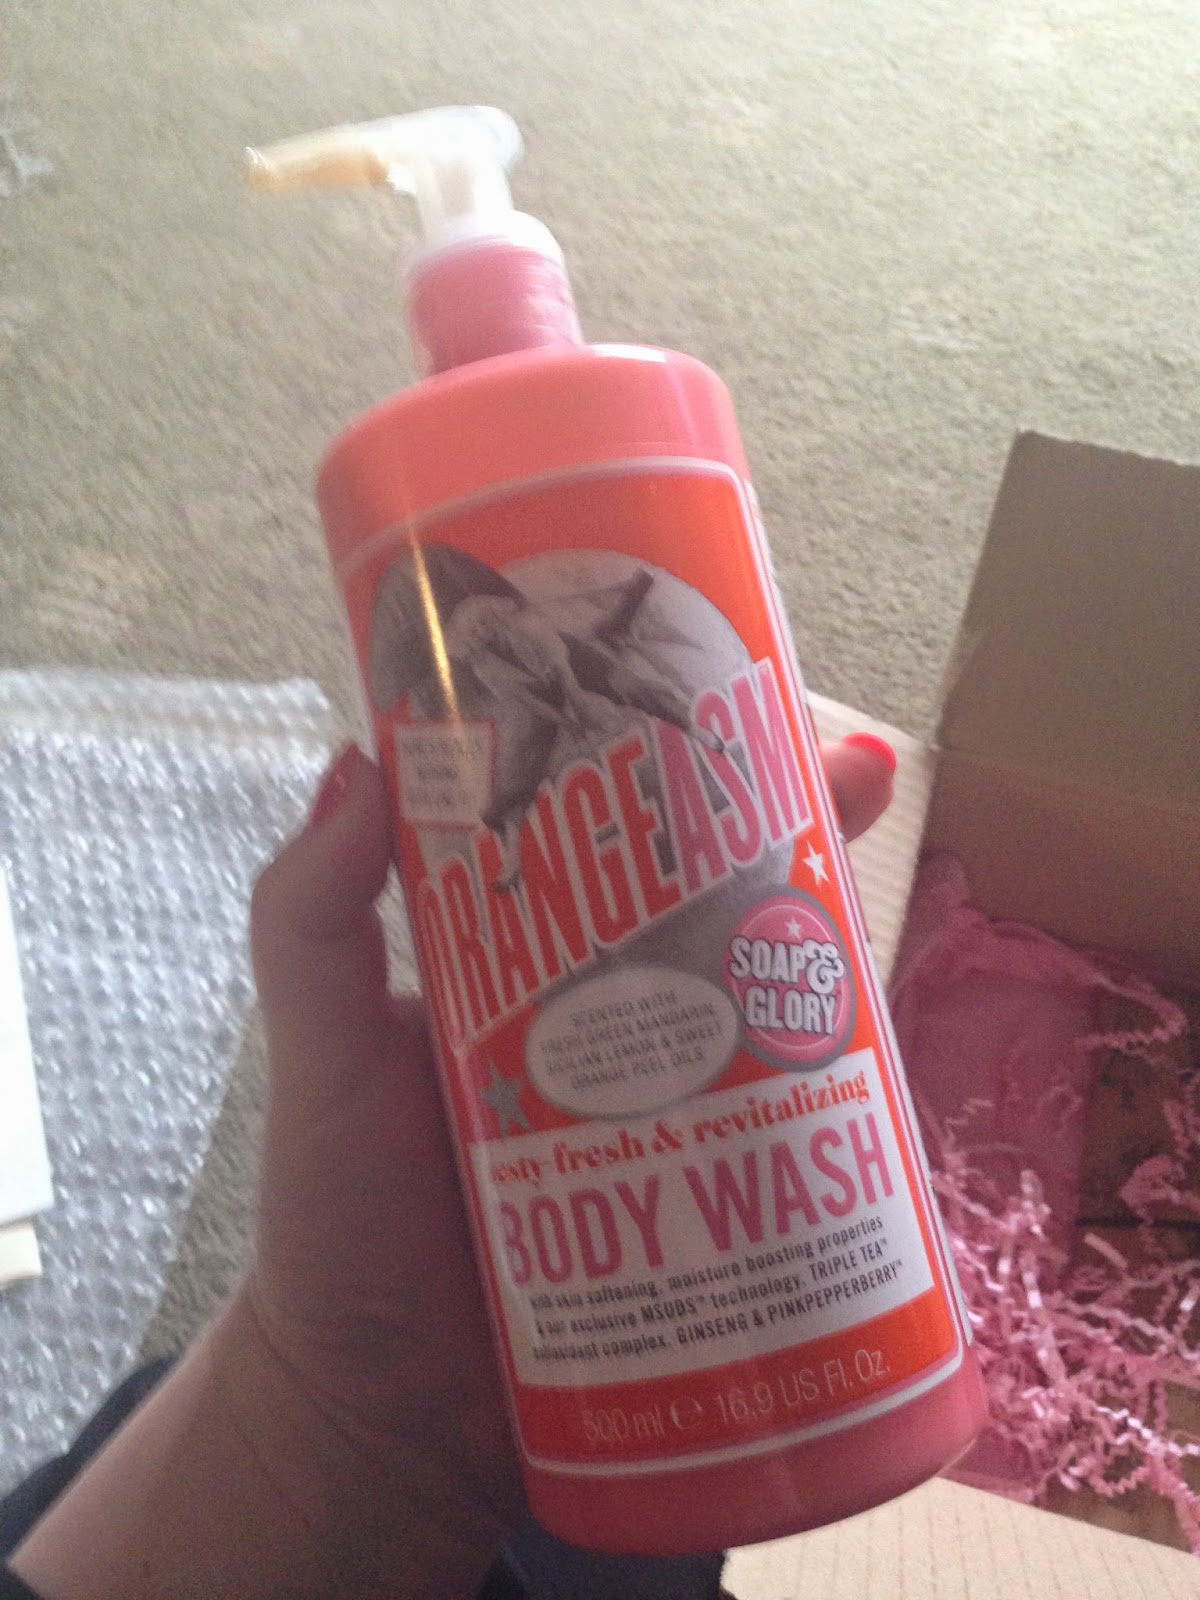 ORANGEASM
SOAP &
GLORY
SCENTED WITH
FRESH GREEN MANDARIN,
SICILIAN LEMON & SWEET
ORANGE PEEL OILS
zesty-fresh & revitalizing
BODY WASH
with skin softening, moisture boosting properties
& our exclusive MSUDS™ technology, TRIPLE TEA™
antioxidant complex, GINSENG & PINKPEPPERBERRY™
500ml ℮ 16.9 US Fl. Oz.